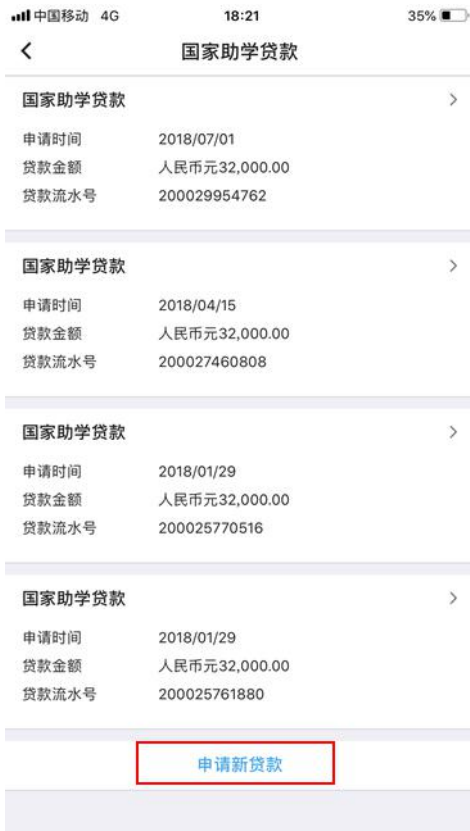 中国移动 4G 18:21 35%
国家助学贷款
国家助学贷款
申请时间 2018/07/01
贷款金额 人民币元32,000.00
贷款流水号 200029954762
国家助学贷款
申请时间 2018/04/15
贷款金额 人民币元32,000.00
贷款流水号 200027460808
国家助学贷款
申请时间 2018/01/29
贷款金额 人民币元32,000.00
贷款流水号 200025770516
国家助学贷款
申请时间 2018/01/29
贷款金额 人民币元32,000.00
贷款流水号 200025761880
申请新贷款